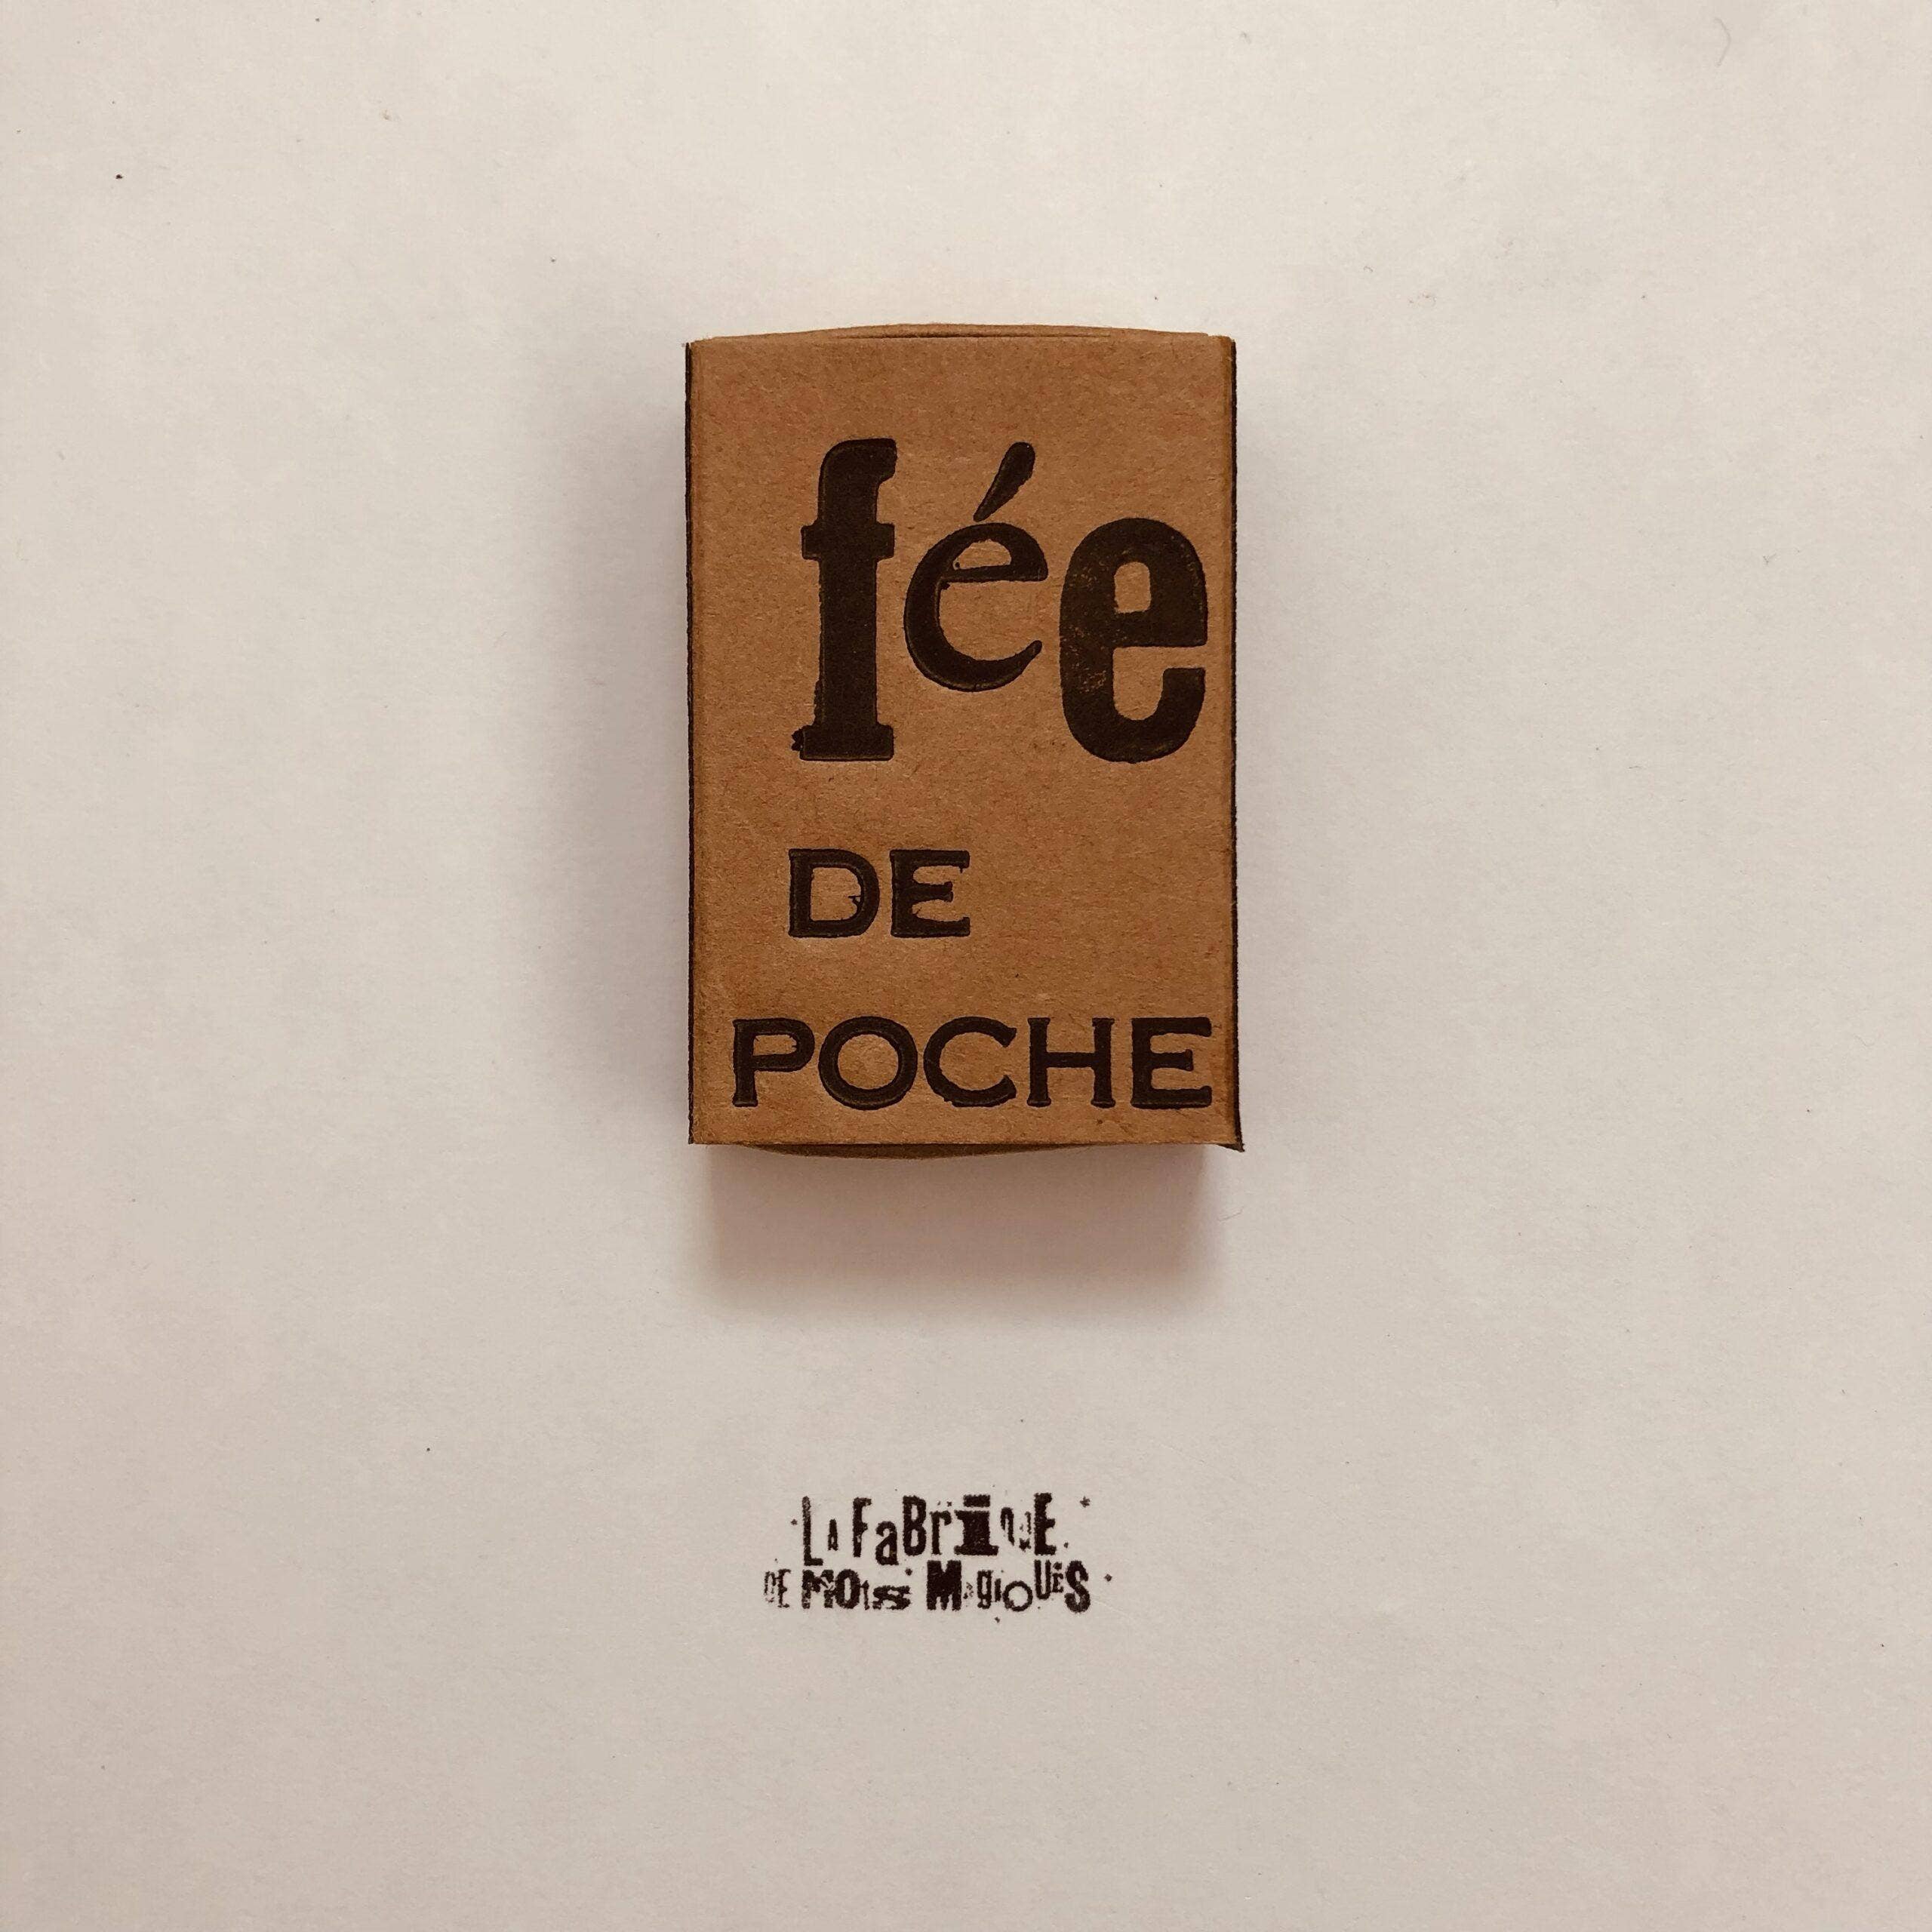 fée
DE
POCHE
LA FaBriQUE
DE MOts MagiQUES